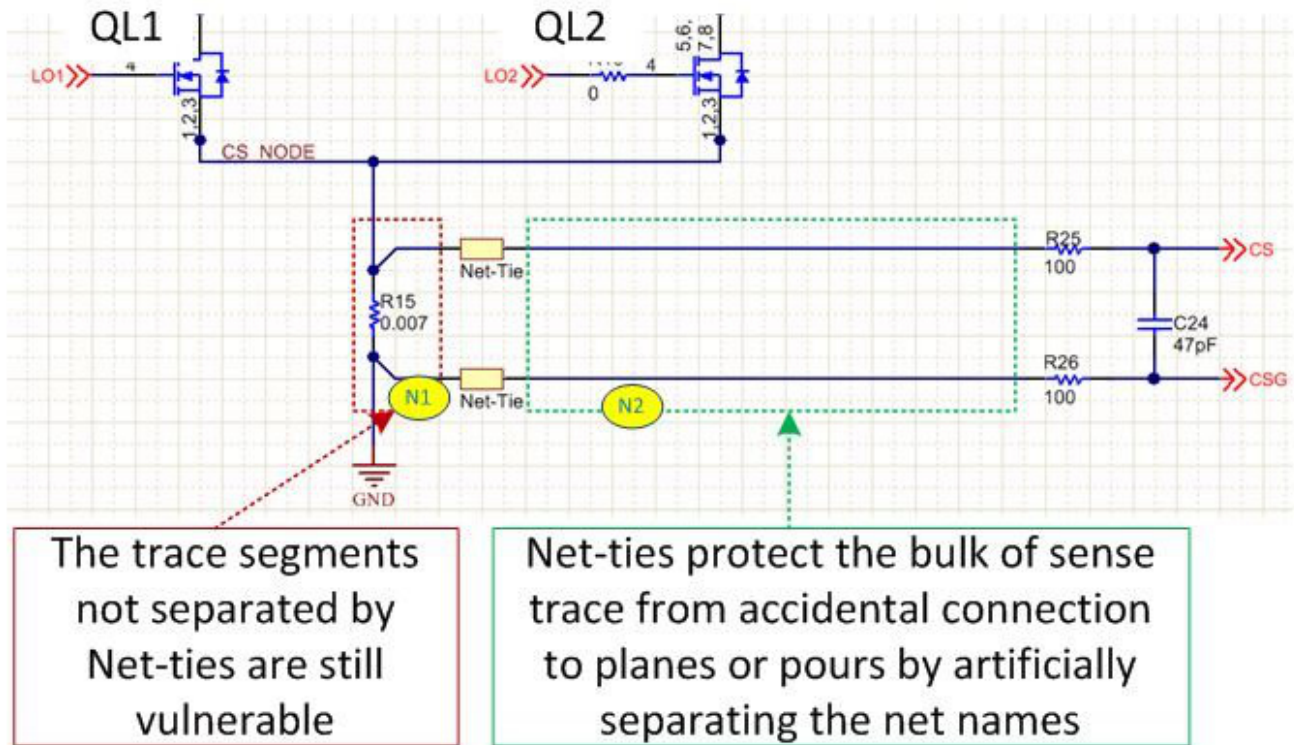 QL1
QL2
5,6,
7,8
LO1
4
LO2
4
0
1,2,3
1,2,3
CS_NODE
R25
CS
100
Net-Tie
R15
0.007
C24
47pF
R26
CSG
100
N1
Net-Tie
N2
GND
The trace segments
not separated by
Net-ties are still
vulnerable
Net-ties protect the bulk of sense
trace from accidental connection
to planes or pours by artificially
separating the net names